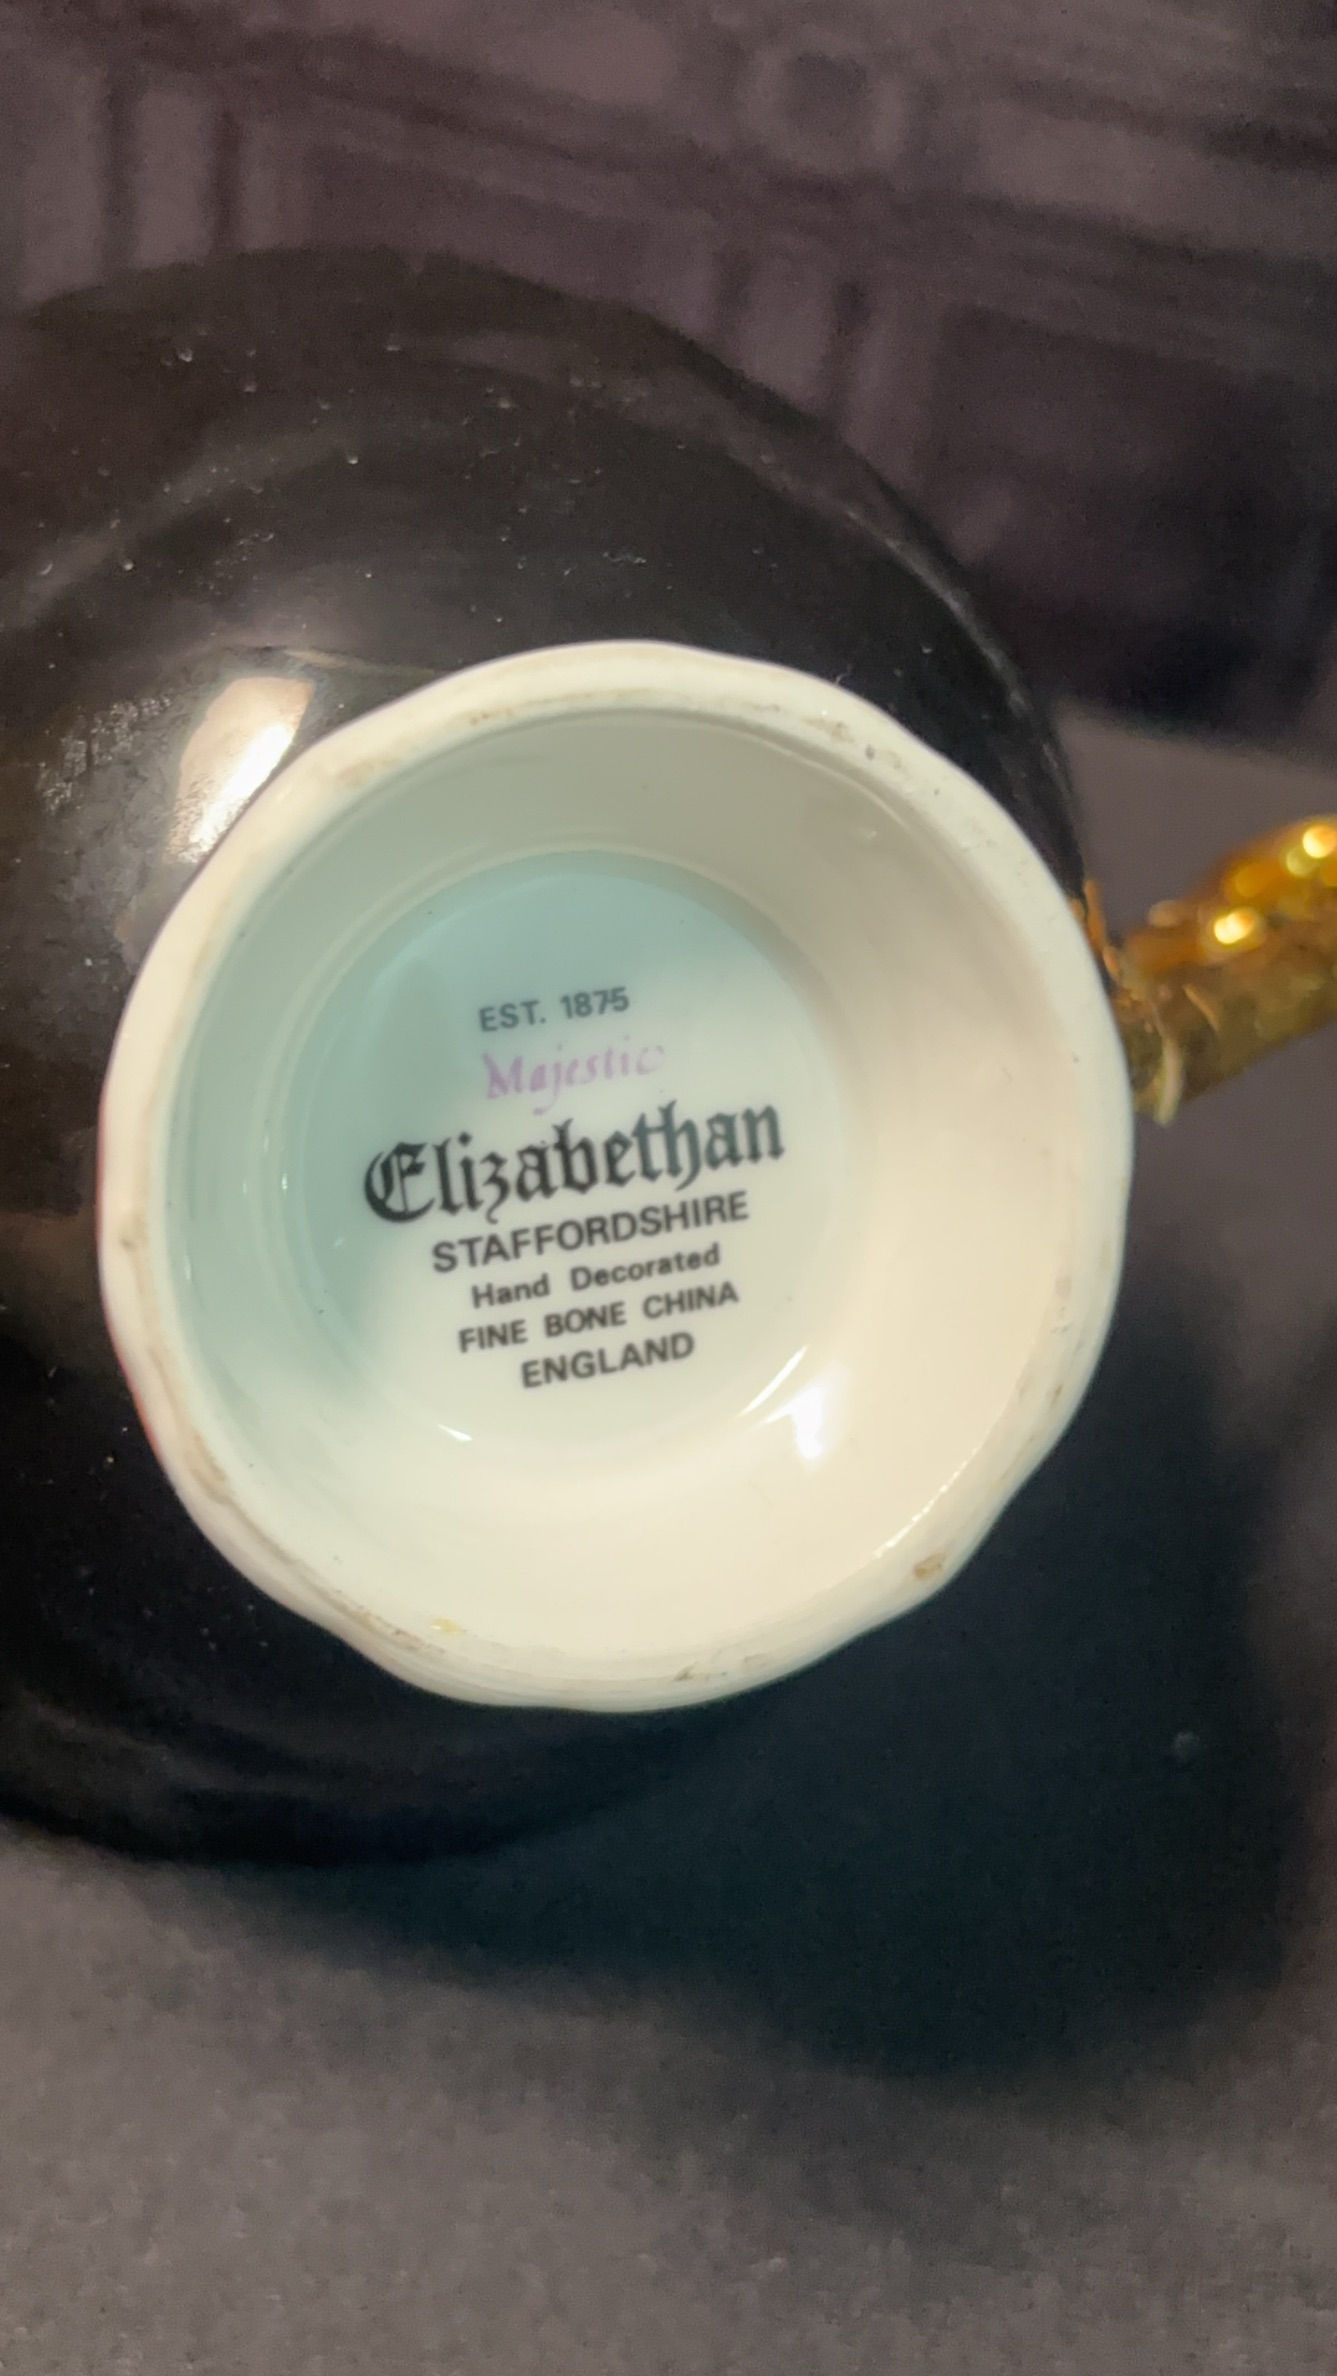 EST. 1875
Majestic
Elizabethan
STAFFORDSHIRE
Hand Decorated
FINE BONE CHINA
ENGLAND